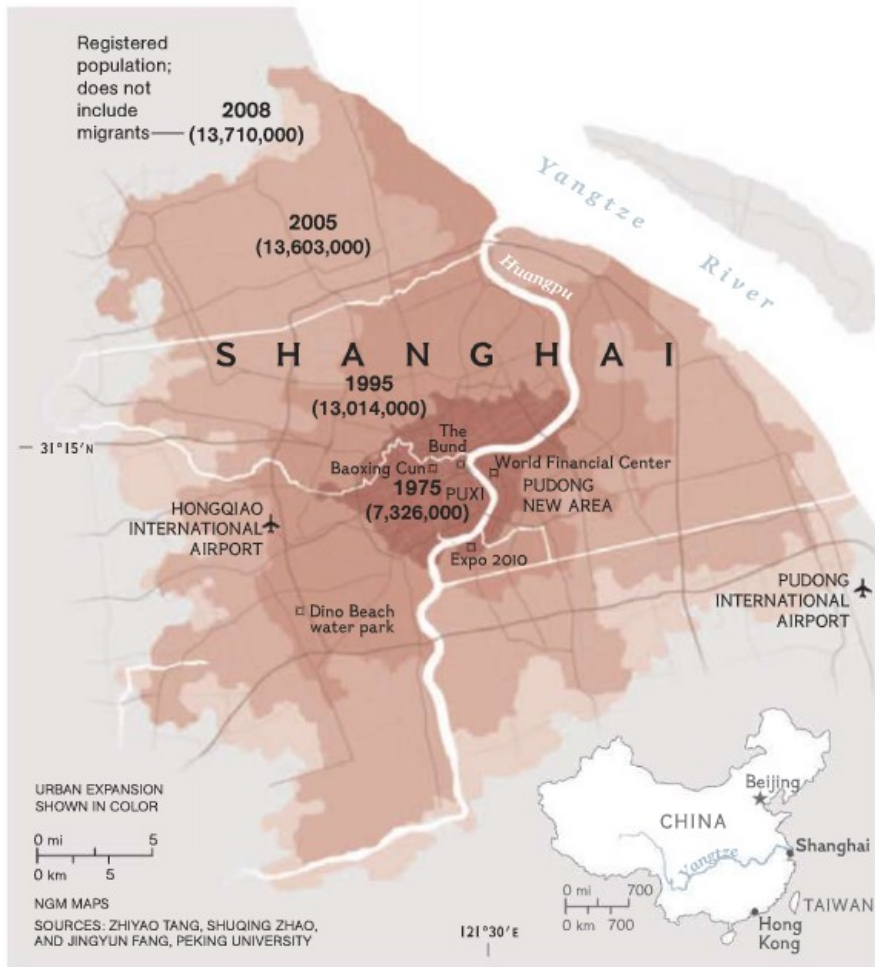 Registered
population;
does not
include
migrants
2008
(13,710,000)
2005
(13,603,000)
Yangtze
River
Huangpu
SHANGHAI
1995
(13,014,000)
31°15'N
The
Bund
Baoxing Cun
World Financial Center
1975
(7,326,000)
PUXI
PUDONG
NEW AREA
HONGQIAO
INTERNATIONAL
AIRPORT
Expo 2010
PUDONG
INTERNATIONAL
AIRPORT
Dino Beach
water park
URBAN EXPANSION
SHOWN IN COLOR
0 mi 5
0 km 5
NGM MAPS
SOURCES: ZHIYAO TANG, SHUQING ZHAO,
AND JINGYUN FANG, PEKING UNIVERSITY
121°30'E
Beijing
CHINA
Yangtze
Shanghai
0 mi 700
0 km 700
TAIWAN
Hong
Kong